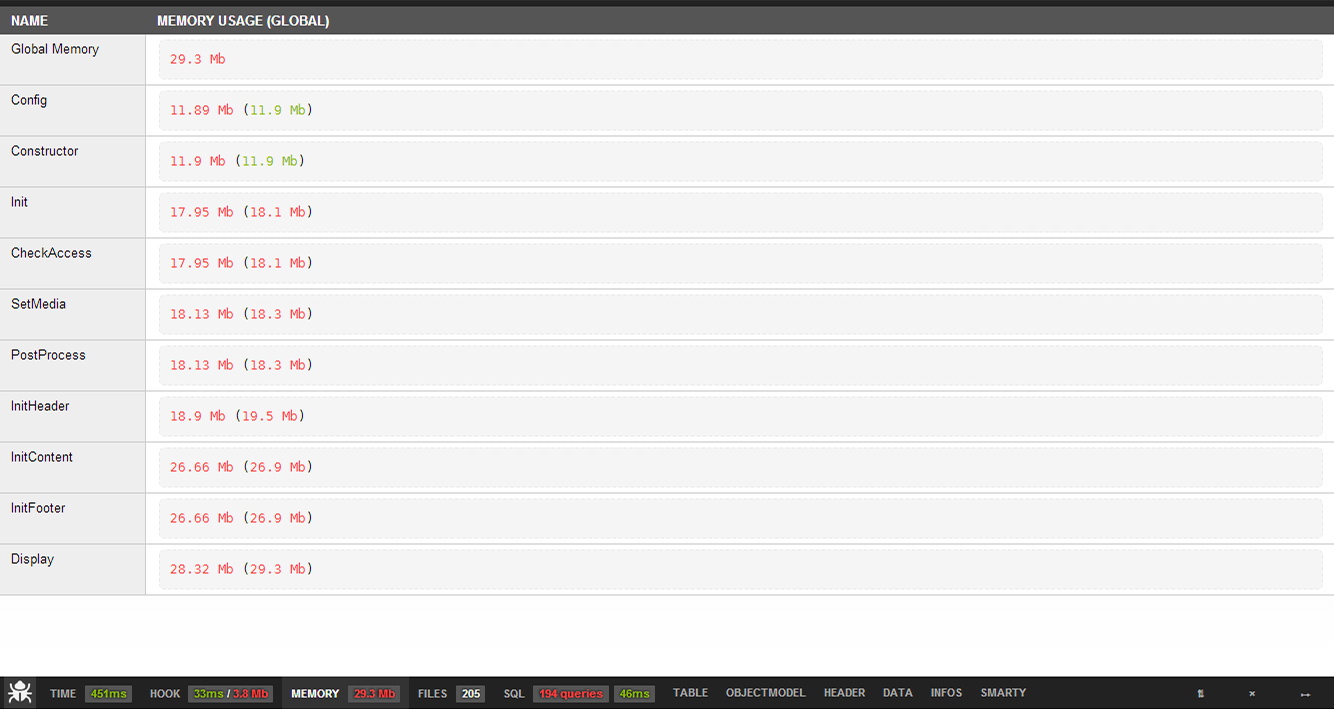 NAME MEMORY USAGE (GLOBAL)
Global Memory 29.3 Mb
Config 11.89 Mb (11.9 Mb)
Constructor 11.9 Mb (11.9 Mb)
Init 17.95 Mb (18.1 Mb)
CheckAccess 17.95 Mb (18.1 Mb)
SetMedia 18.13 Mb (18.3 Mb)
PostProcess 18.13 Mb (18.3 Mb)
InitHeader 18.9 Mb (19.5 Mb)
InitContent 26.66 Mb (26.9 Mb)
InitFooter 26.66 Mb (26.9 Mb)
Display 28.32 Mb (29.3 Mb)
TIME 451ms HOOK 33ms / 3.8 Mb MEMORY 29.3 Mb FILES 205 SQL 194 queries 46ms TABLE OBJECTMODEL HEADER DATA INFOS SMARTY